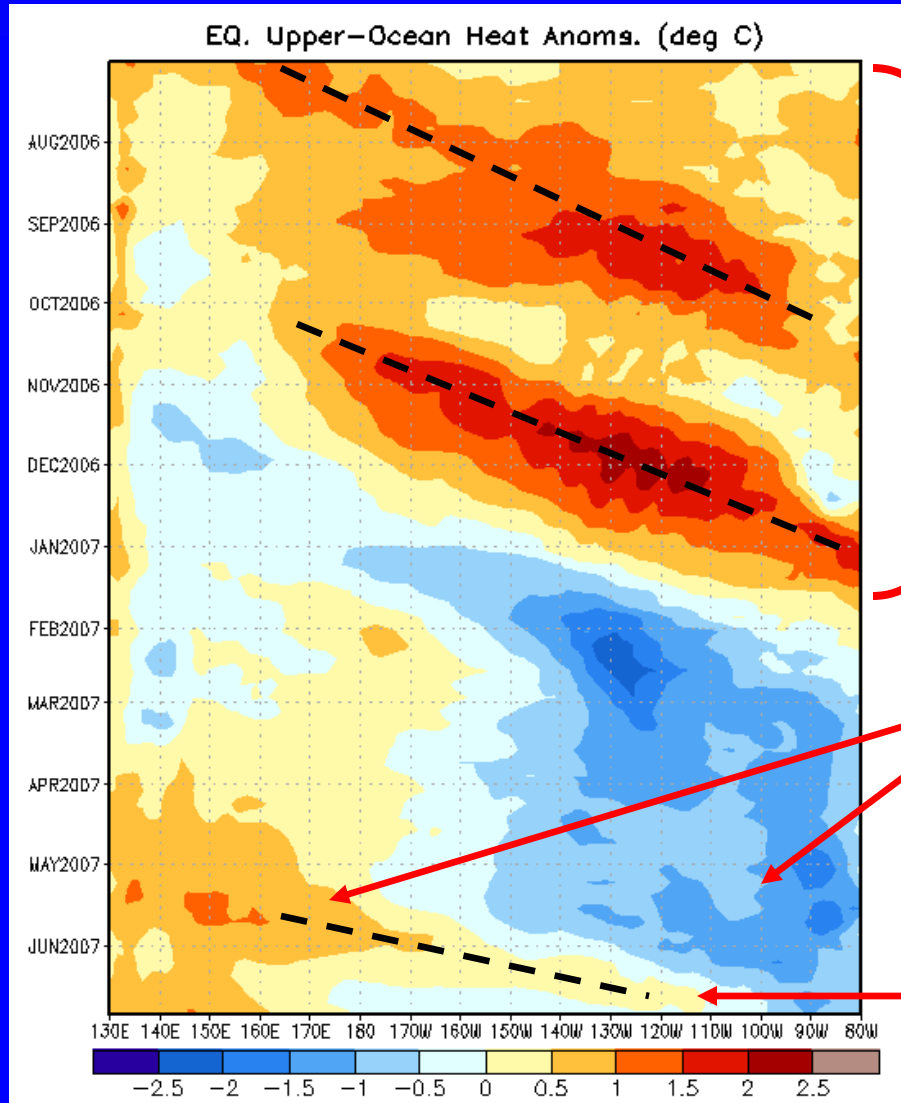 EQ. Upper-Ocean Heat Anoms. (deg C)
AUG2006
SEP2006
OCT2006
NOV2006
DEC2006
JAN2007
FEB2007
MAR2007
APR2007
MAY2007
JUN2007
130E 140E 150E 160E 170E 180 170W 160W 150W 140W 130W 120W 110W 100W 90W 80W
-2.5 -2 -1.5 -1 -0.5 0 0.5 1 1.5 2 2.5